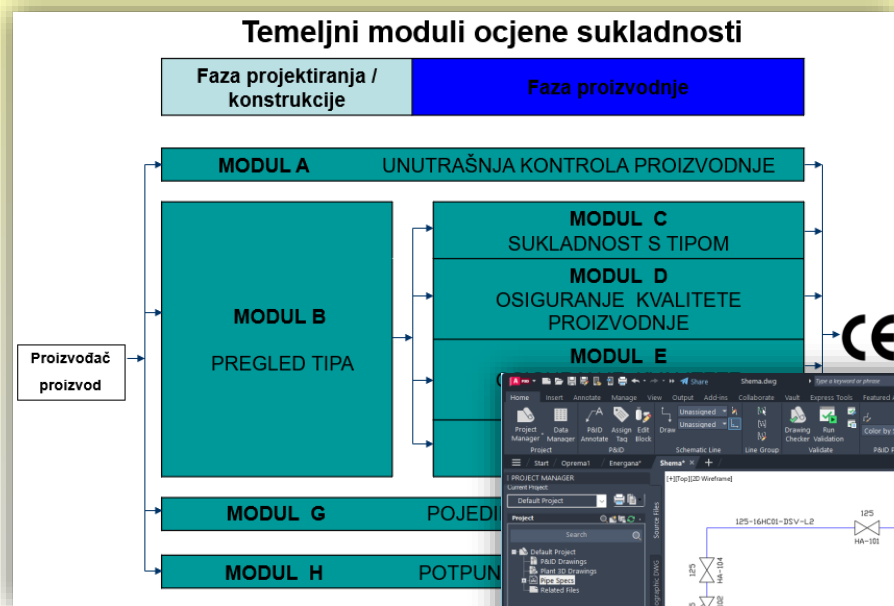 Temeljni moduli ocjene sukladnosti
Faza projektiranja /
konstrukcije
Faza proizvodnje
MODUL A UNUTRAŠNJA KONTROLA PROIZVODNJE
MODUL C
SUKLADNOST S TIPOM
MODUL D
OSIGURANJE KVALITETE
PROIZVODNJE
MODUL B
PREGLED TIPA
MODUL E
Proizvođač
proizvod
CE
MODUL G
MODUL H
Share
Shema.dwg
Type a keyword or phrase
Home Insert Annotate Manage View Output Add-ins Collaborate Vault Express Tools Featured
Project
Manager
Data
Manager
P&ID
Annotate
Assign
Tag
Edit
Block
Draw
Unassigned
Unassigned
Drawing
Checker
Run
Validation
Color by
Project
P&ID
Schematic Line
Line Group
Validate
Start
Oprema1
Energana*
Shema*
PROJECT MANAGER
Current Project:
Default Project
Project
Search
Default Project
P&ID Drawings
Plant 3D Drawings
Pipe Specs
Related Files
Source Files
[+][Top][2D Wireframe]
125-16HC01-DSV-L2
125
HA-101
125
HA-104